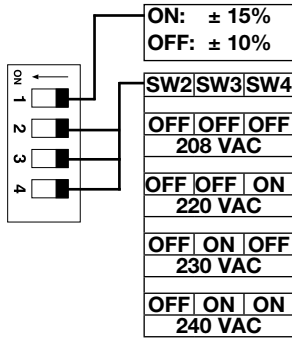 ON: ± 15%
OFF: ± 10%
ON
1
2
3
4
SW2 SW3 SW4
OFF OFF OFF
208 VAC
OFF OFF ON
220 VAC
OFF ON OFF
230 VAC
OFF ON ON
240 VAC